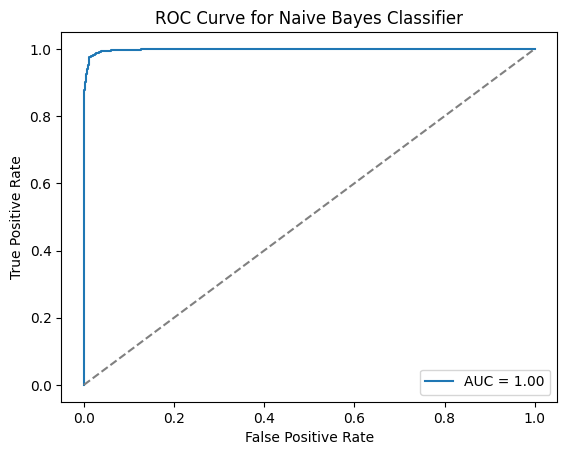 ROC Curve for Naive Bayes Classifier
True Positive Rate
1.0
0.8
0.6
0.4
0.2
0.0
AUC = 1.00
0.0 0.2 0.4 0.6 0.8 1.0
False Positive Rate